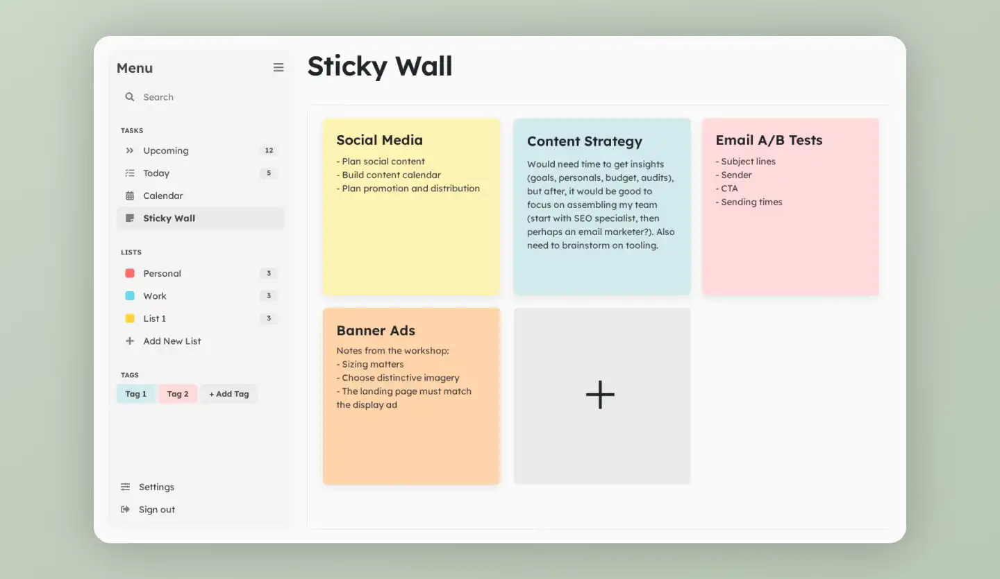 Menu
Search
TASKS
Upcoming 12
Today 5
Calendar
Sticky Wall
LISTS
Personal 3
Work 3
List 1 3
+ Add New List
TAGS
Tag 1 Tag 2 + Add Tag
Settings
Sign out
Sticky Wall
Social Media
- Plan social content
- Build content calendar
- Plan promotion and distribution
Content Strategy
Would need time to get insights
(goals, personals, budget, audits),
but after, it would be good to
focus on assembling my team
(start with SEO specialist, then
perhaps an email marketer?). Also
need to brainstorm on tooling.
Email A/B Tests
- Subject lines
- Sender
- CTA
- Sending times
Banner Ads
Notes from the workshop:
- Sizing matters
- Choose distinctive imagery
- The landing page must match
the display ad
+